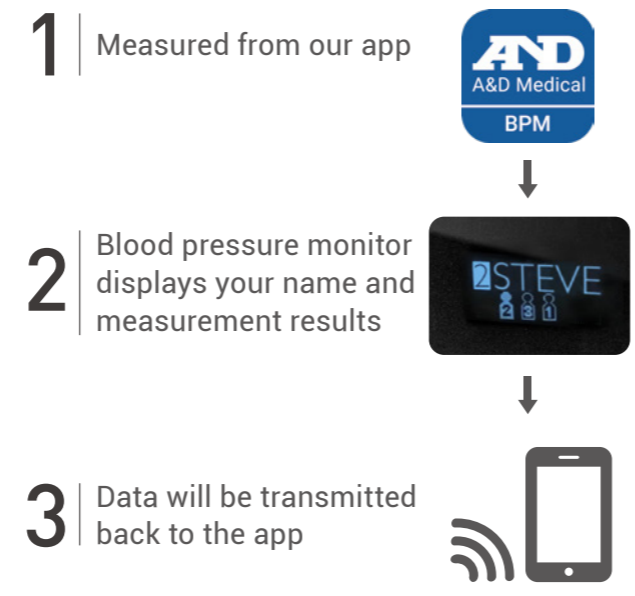 1
Measured from our app
AND
A&D Medical
BPM
2
Blood pressure monitor
displays your name and
measurement results
2STEVE
2 3 1
3
Data will be transmitted
back to the app